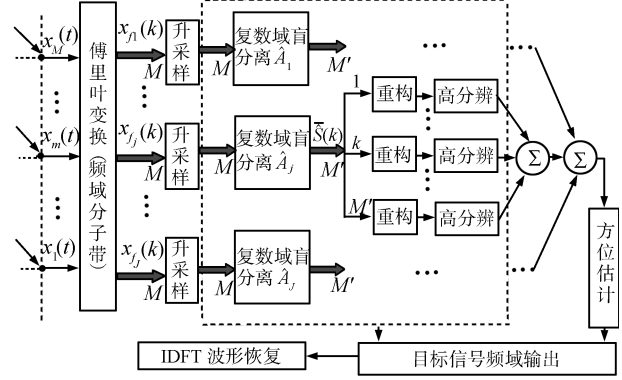 x_M(t)
x_m(t)
x_1(t)
傅里叶变换(频域分子带)
x_{f1}(k)
M
升采样
M
复数域盲
分离 Â_1
M′
x_{f_j}(k)
M
升采样
M
复数域盲
分离 Â_j
Ŝ̄(k)
M′
x_{f_J}(k)
M
升采样
M
复数域盲
分离 Â_J
M′
1
重构
高分辨
k
重构
高分辨
M′
重构
高分辨
Σ
Σ
方位估计
IDFT 波形恢复
目标信号频域输出